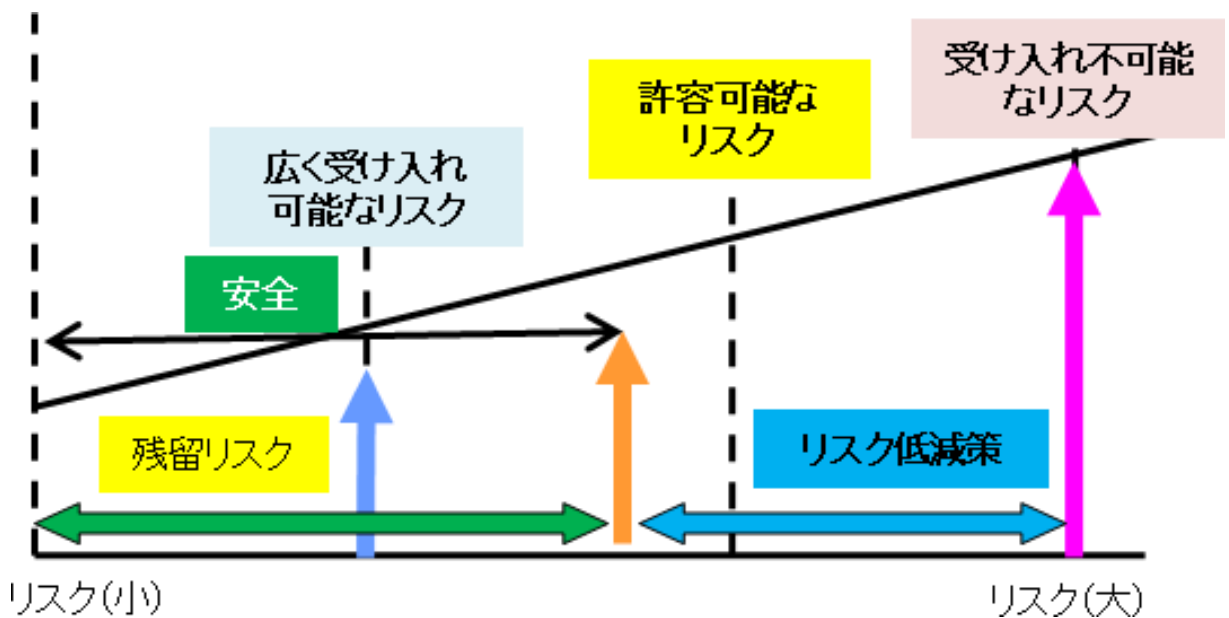 受け入れ不可能
なリスク
許容可能な
リスク
広く受け入れ
可能なリスク
安全
残留リスク
リスク低減策
リスク(小)
リスク(大)